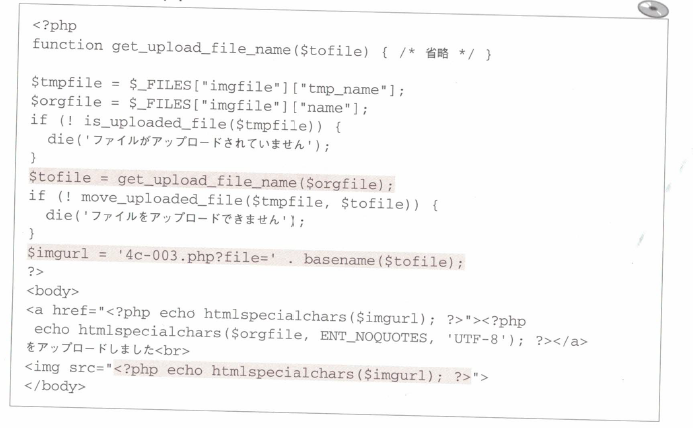 <?php
function get_upload_file_name($tofile) { /* 省略 */ }
$tmpfile = $_FILES["imgfile"]["tmp_name"];
$orgfile = $_FILES["imgfile"]["name"];
if (! is_uploaded_file($tmpfile)) {
die('ファイルがアップロードされていません');
}
$tofile = get_upload_file_name($orgfile);
if (! move_uploaded_file($tmpfile, $tofile)) {
die('ファイルをアップロードできません');
}
$imgurl = '4c-003.php?file=' . basename($tofile);
?>
<body>
<a href="<?php echo htmlspecialchars($imgurl); ?>"><?php
echo htmlspecialchars($orgfile, ENT_NOQUOTES, 'UTF-8'); ?></a>
をアップロードしました<br>
<img src="<?php echo htmlspecialchars($imgurl); ?>">
</body>